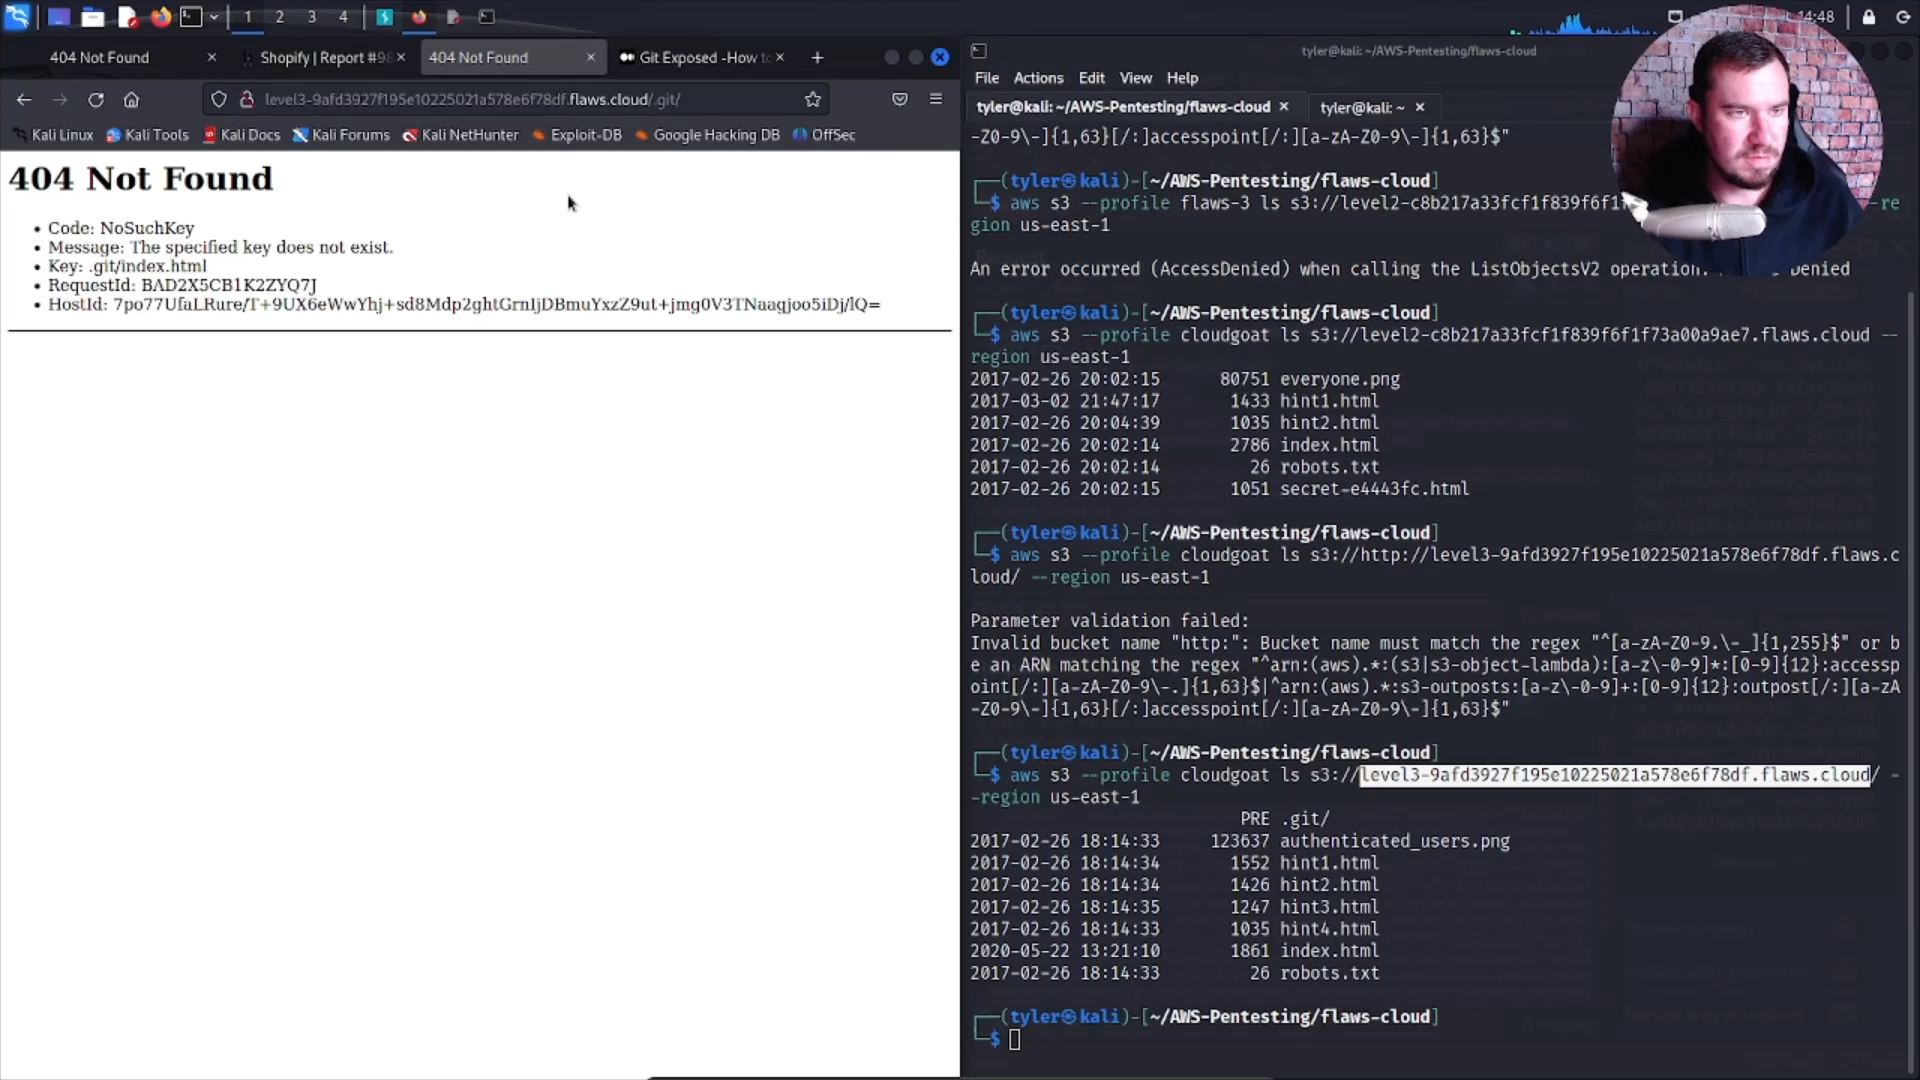 1 2 3 4
14:48
404 Not Found
Shopify | Report #98
404 Not Found
Git Exposed -How to
level3-9afd3927f195e10225021a578e6f78df.flaws.cloud/.git/
Kali Linux Kali Tools Kali Docs Kali Forums Kali NetHunter Exploit-DB Google Hacking DB OffSec
404 Not Found
• Code: NoSuchKey
• Message: The specified key does not exist.
• Key: .git/index.html
• RequestId: BAD2X5CB1K2ZYQ7J
• HostId: 7po77UfaLRure/T+9UX6eWwYhj+sd8Mdp2ghtGrnIjDBmuYxzZ9ut+jmg0V3TNaagjoo5iDj/lQ=
tyler@kali: ~/AWS-Pentesting/flaws-cloud
File Actions Edit View Help
tyler@kali: ~/AWS-Pentesting/flaws-cloud
tyler@kali: ~
-Z0-9\-]{1,63}[/:]accesspoint[/:][a-zA-Z0-9\-]{1,63}$"
┌──(tyler㉿kali)-[~/AWS-Pentesting/flaws-cloud]
└─$ aws s3 --profile flaws-3 ls s3://level2-c8b217a33fcf1f839f6f1f --re
gion us-east-1
An error occurred (AccessDenied) when calling the ListObjectsV2 operation: Denied
┌──(tyler㉿kali)-[~/AWS-Pentesting/flaws-cloud]
└─$ aws s3 --profile cloudgoat ls s3://level2-c8b217a33fcf1f839f6f1f73a00a9ae7.flaws.cloud --
region us-east-1
2017-02-26 20:02:15 80751 everyone.png
2017-03-02 21:47:17 1433 hint1.html
2017-02-26 20:04:39 1035 hint2.html
2017-02-26 20:02:14 2786 index.html
2017-02-26 20:02:14 26 robots.txt
2017-02-26 20:02:15 1051 secret-e4443fc.html
┌──(tyler㉿kali)-[~/AWS-Pentesting/flaws-cloud]
└─$ aws s3 --profile cloudgoat ls s3://http://level3-9afd3927f195e10225021a578e6f78df.flaws.c
loud/ --region us-east-1
Parameter validation failed:
Invalid bucket name "http:": Bucket name must match the regex "^[a-zA-Z0-9.\-_]{1,255}$" or b
e an ARN matching the regex "^arn:(aws).*:(s3|s3-object-lambda):[a-z\-0-9]*:[0-9]{12}:accessp
oint[/:][a-zA-Z0-9\-.]{1,63}$|^arn:(aws).*:s3-outposts:[a-z\-0-9]+:[0-9]{12}:outpost[/:][a-zA
-Z0-9\-]{1,63}[/:]accesspoint[/:][a-zA-Z0-9\-]{1,63}$"
┌──(tyler㉿kali)-[~/AWS-Pentesting/flaws-cloud]
└─$ aws s3 --profile cloudgoat ls s3://level3-9afd3927f195e10225021a578e6f78df.flaws.cloud/ -
-region us-east-1
PRE .git/
2017-02-26 18:14:33 123637 authenticated_users.png
2017-02-26 18:14:34 1552 hint1.html
2017-02-26 18:14:34 1426 hint2.html
2017-02-26 18:14:35 1247 hint3.html
2017-02-26 18:14:33 1035 hint4.html
2020-05-22 13:21:10 1861 index.html
2017-02-26 18:14:33 26 robots.txt
┌──(tyler㉿kali)-[~/AWS-Pentesting/flaws-cloud]
└─$